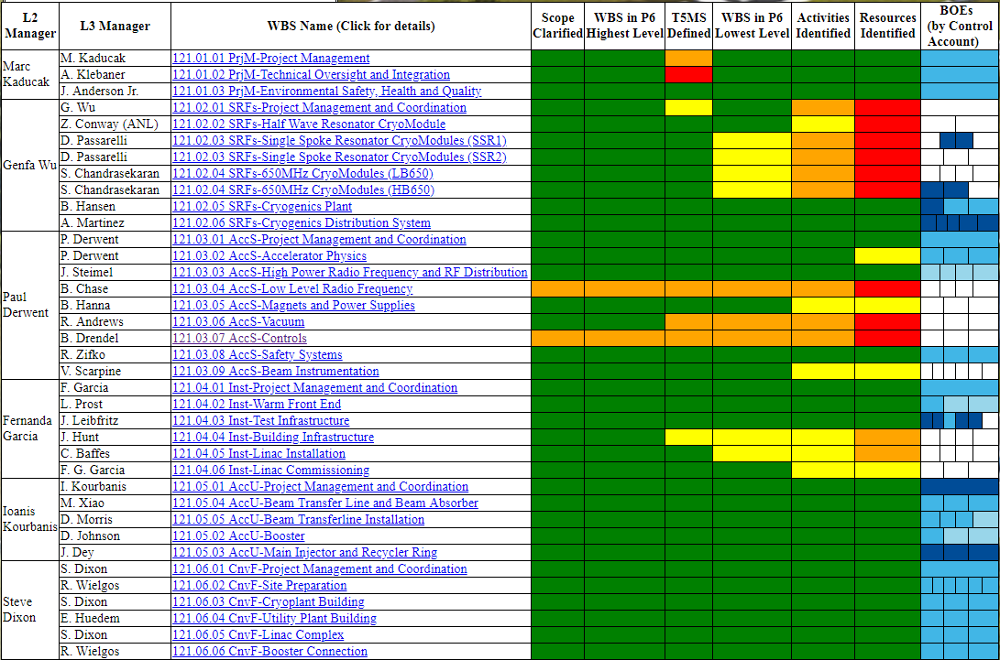 L2 Manager L3 Manager WBS Name (Click for details) Scope Clarified WBS in P6 Highest Level T5MS Defined WBS in P6 Lowest Level Activities Identified Resources Identified BOEs (by Control Account)
Marc Kaducak M. Kaducak 121.01.01 PrjM-Project Management
A. Klebaner 121.01.02 PrjM-Technical Oversight and Integration
J. Anderson Jr. 121.01.03 PrjM-Environmental Safety, Health and Quality
Genfa Wu G. Wu 121.02.01 SRFs-Project Management and Coordination
Z. Conway (ANL) 121.02.02 SRFs-Half Wave Resonator CryoModule
D. Passarelli 121.02.03 SRFs-Single Spoke Resonator CryoModules (SSR1)
D. Passarelli 121.02.03 SRFs-Single Spoke Resonator CryoModules (SSR2)
S. Chandrasekaran 121.02.04 SRFs-650MHz CryoModules (LB650)
S. Chandrasekaran 121.02.04 SRFs-650MHz CryoModules (HB650)
B. Hansen 121.02.05 SRFs-Cryogenics Plant
A. Martinez 121.02.06 SRFs-Cryogenics Distribution System
Paul Derwent P. Derwent 121.03.01 AccS-Project Management and Coordination
P. Derwent 121.03.02 AccS-Accelerator Physics
J. Steimel 121.03.03 AccS-High Power Radio Frequency and RF Distribution
B. Chase 121.03.04 AccS-Low Level Radio Frequency
B. Hanna 121.03.05 AccS-Magnets and Power Supplies
R. Andrews 121.03.06 AccS-Vacuum
B. Drendel 121.03.07 AccS-Controls
R. Zifko 121.03.08 AccS-Safety Systems
V. Scarpine 121.03.09 AccS-Beam Instrumentation
Fernanda Garcia F. Garcia 121.04.01 Inst-Project Management and Coordination
L. Prost 121.04.02 Inst-Warm Front End
J. Leibfritz 121.04.03 Inst-Test Infrastructure
J. Hunt 121.04.04 Inst-Building Infrastructure
C. Baffes 121.04.05 Inst-Linac Installation
F. G. Garcia 121.04.06 Inst-Linac Commissioning
Ioanis Kourbanis I. Kourbanis 121.05.01 AccU-Project Management and Coordination
M. Xiao 121.05.04 AccU-Beam Transfer Line and Beam Absorber
D. Morris 121.05.05 AccU-Beam Transferline Installation
D. Johnson 121.05.02 AccU-Booster
J. Dey 121.05.03 AccU-Main Injector and Recycler Ring
Steve Dixon S. Dixon 121.06.01 CnvF-Project Management and Coordination
R. Wielgos 121.06.02 CnvF-Site Preparation
S. Dixon 121.06.03 CnvF-Cryoplant Building
E. Huedem 121.06.04 CnvF-Utility Plant Building
S. Dixon 121.06.05 CnvF-Linac Complex
R. Wielgos 121.06.06 CnvF-Booster Connection